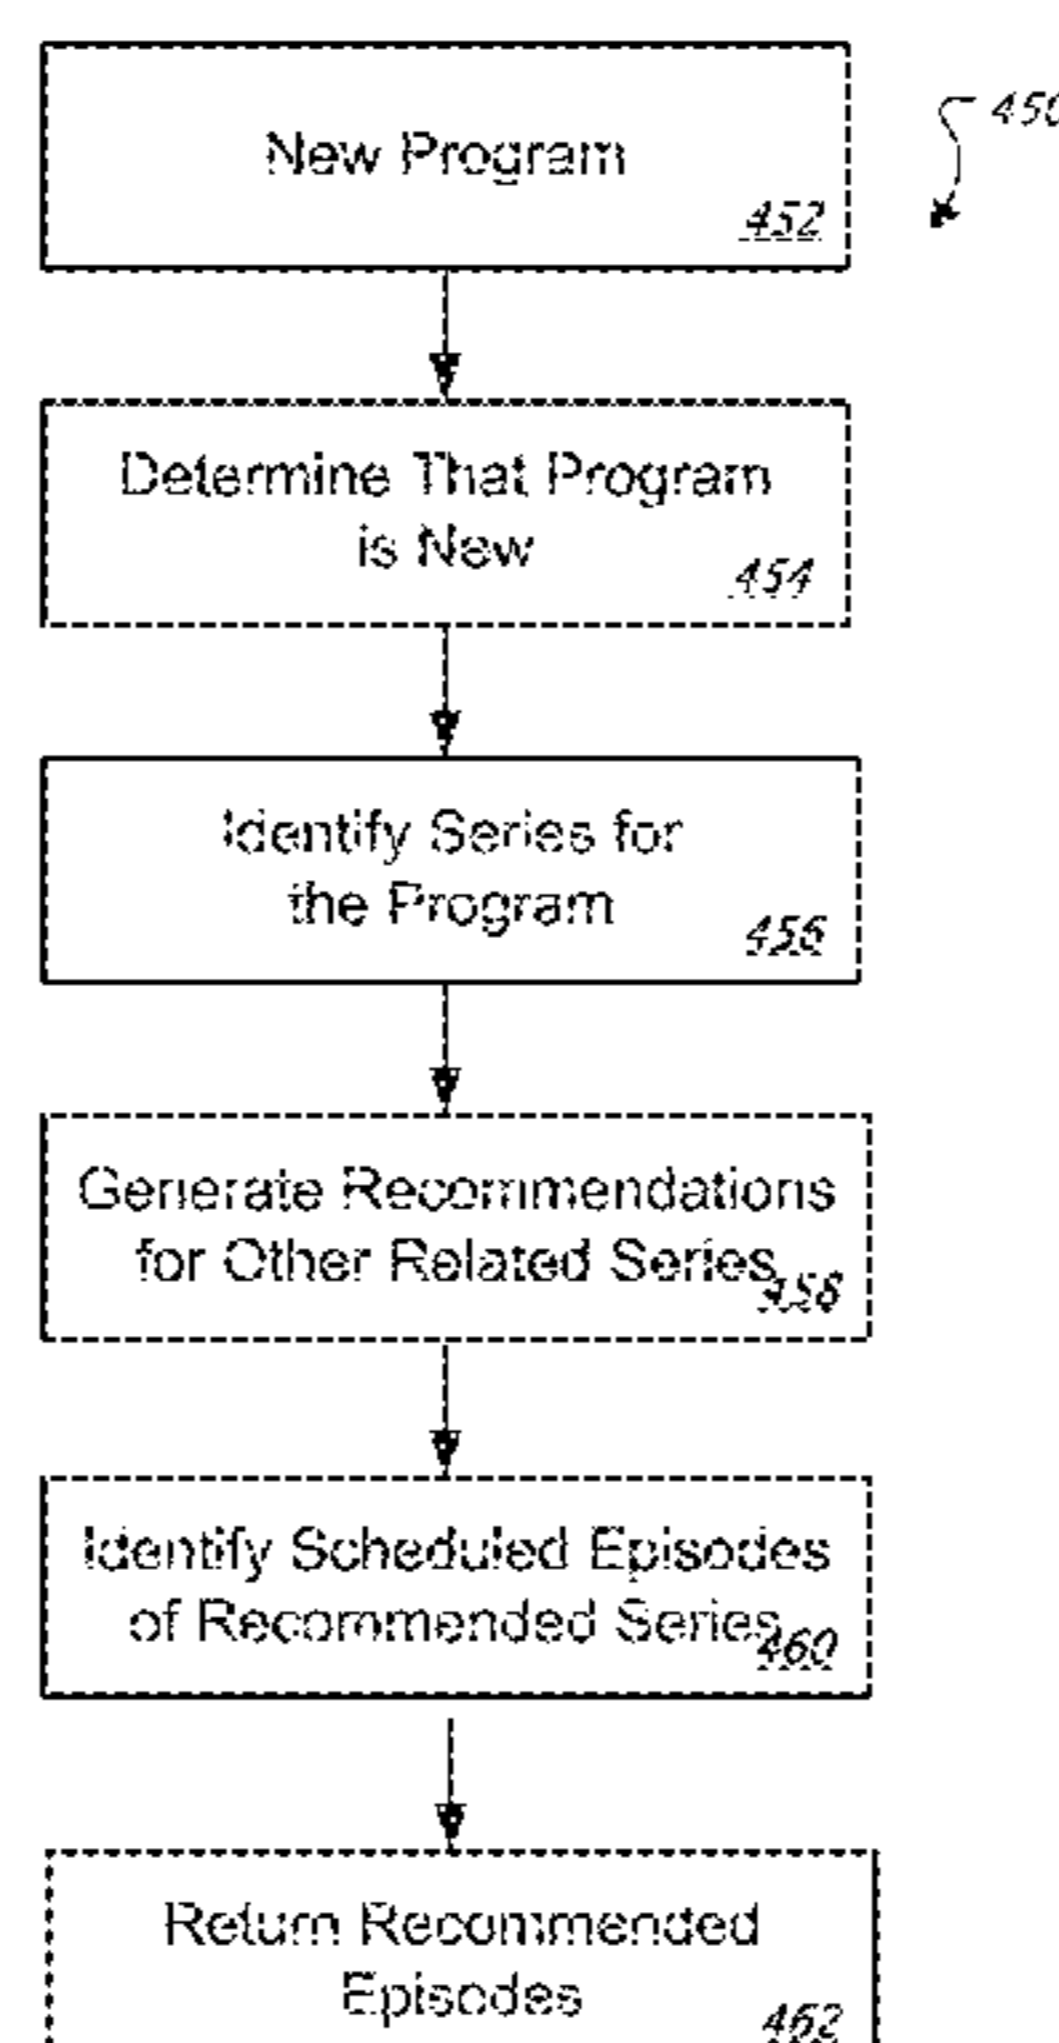 New Program
452
450
Determine That Program
is New
454
Identify Series for
the Program
456
Generate Recommendations
for Other Related Series
458
Identify Scheduled Episodes
of Recommended Series
460
Return Recommended
Episodes
462